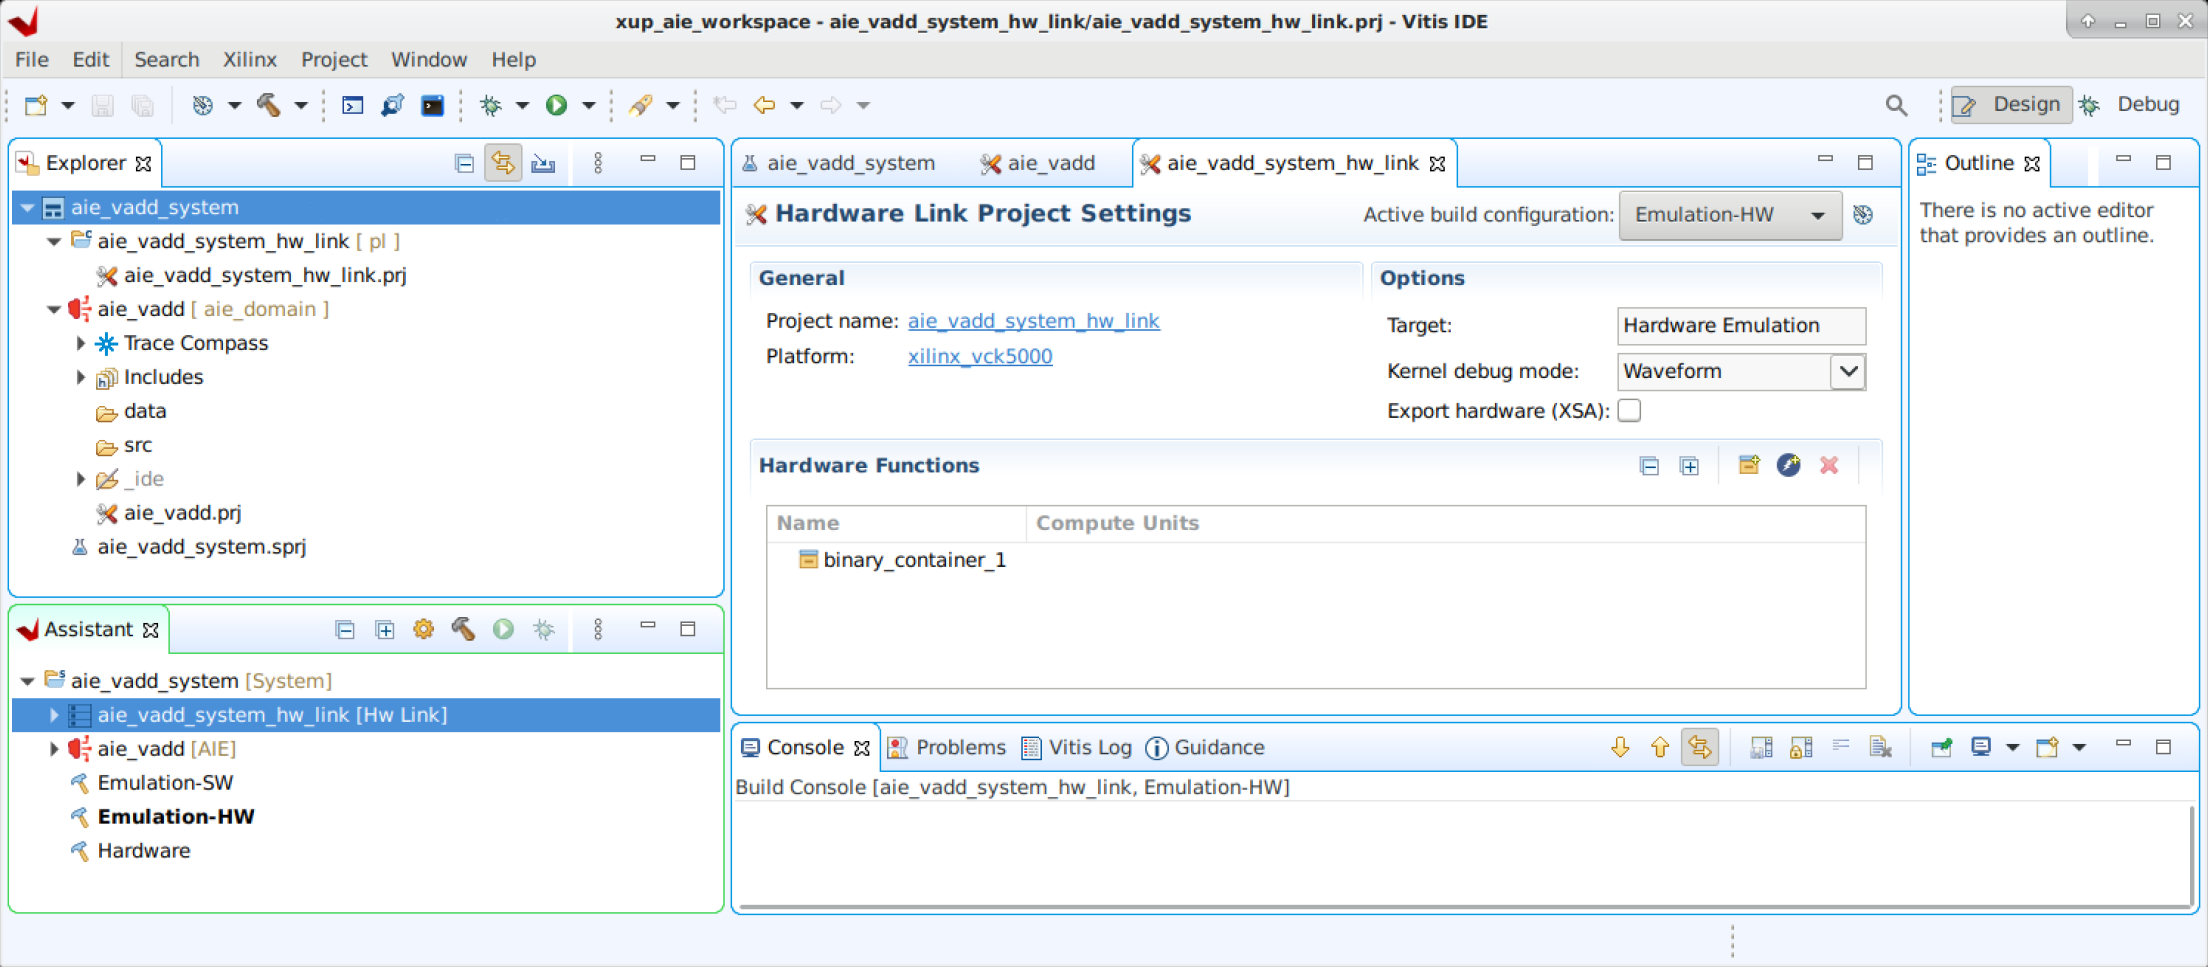 xup_aie_workspace - aie_vadd_system_hw_link/aie_vadd_system_hw_link.prj - Vitis IDE
File Edit Search Xilinx Project Window Help
Design Debug
Explorer
aie_vadd_system
aie_vadd_system_hw_link [ pl ]
aie_vadd_system_hw_link.prj
aie_vadd [ aie_domain ]
Trace Compass
Includes
data
src
_ide
aie_vadd.prj
aie_vadd_system.sprj
Assistant
aie_vadd_system [System]
aie_vadd_system_hw_link [Hw Link]
aie_vadd [AIE]
Emulation-SW
Emulation-HW
Hardware
aie_vadd_system aie_vadd aie_vadd_system_hw_link
Hardware Link Project Settings
Active build configuration: Emulation-HW
General
Project name: aie_vadd_system_hw_link
Platform: xilinx_vck5000
Options
Target: Hardware Emulation
Kernel debug mode: Waveform
Export hardware (XSA):
Hardware Functions
Name Compute Units
binary_container_1
Outline
There is no active editor
that provides an outline.
Console Problems Vitis Log Guidance
Build Console [aie_vadd_system_hw_link, Emulation-HW]